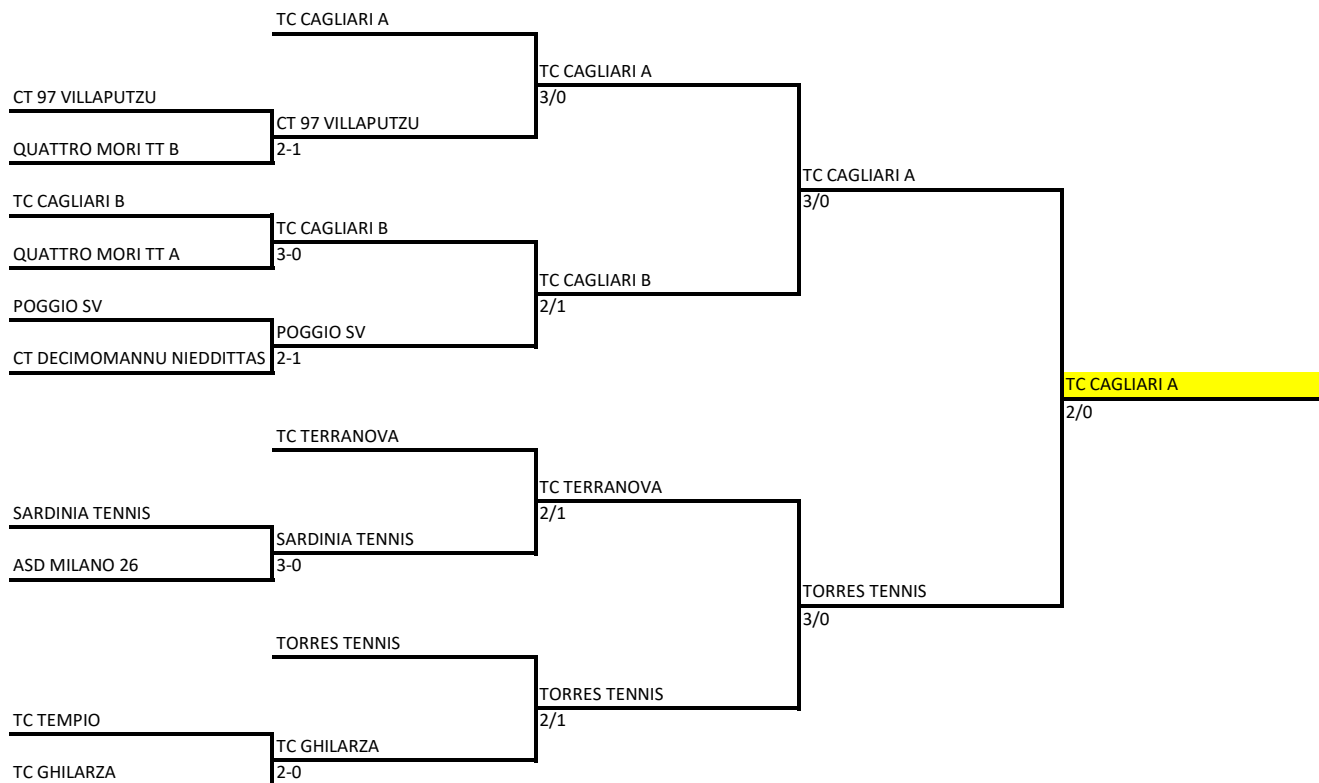 TC CAGLIARI A
TC CAGLIARI A
CT 97 VILLAPUTZU
3/0
CT 97 VILLAPUTZU
QUATTRO MORI TT B
2-1
TC CAGLIARI A
TC CAGLIARI B
3/0
TC CAGLIARI B
QUATTRO MORI TT A
3-0
TC CAGLIARI B
POGGIO SV
2/1
POGGIO SV
CT DECIMOMANNU NIEDDITTAS
2-1
TC CAGLIARI A
2/0
TC TERRANOVA
TC TERRANOVA
SARDINIA TENNIS
2/1
SARDINIA TENNIS
ASD MILANO 26
3-0
TORRES TENNIS
3/0
TORRES TENNIS
TORRES TENNIS
TC TEMPIO
2/1
TC GHILARZA
TC GHILARZA
2-0